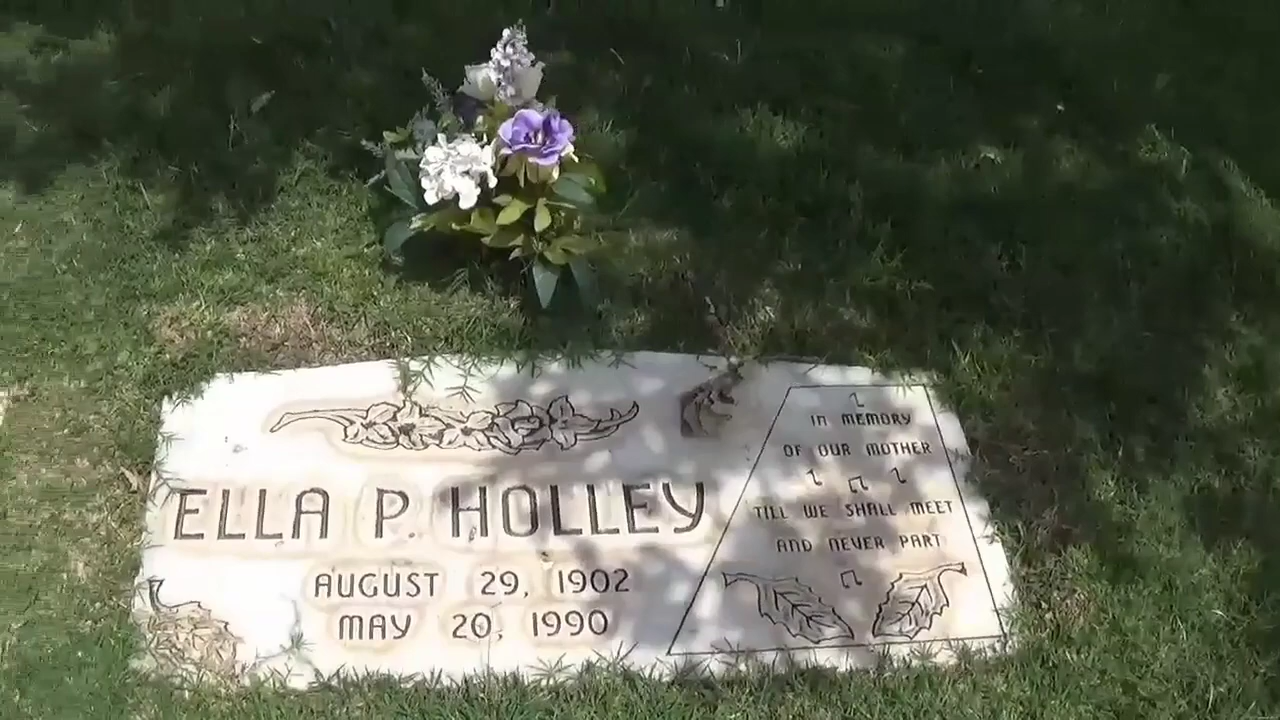 ELLA P. HOLLEY
AUGUST 29, 1902
MAY 20, 1990
IN MEMORY
OF OUR MOTHER
TILL WE SHALL MEET
AND NEVER PART